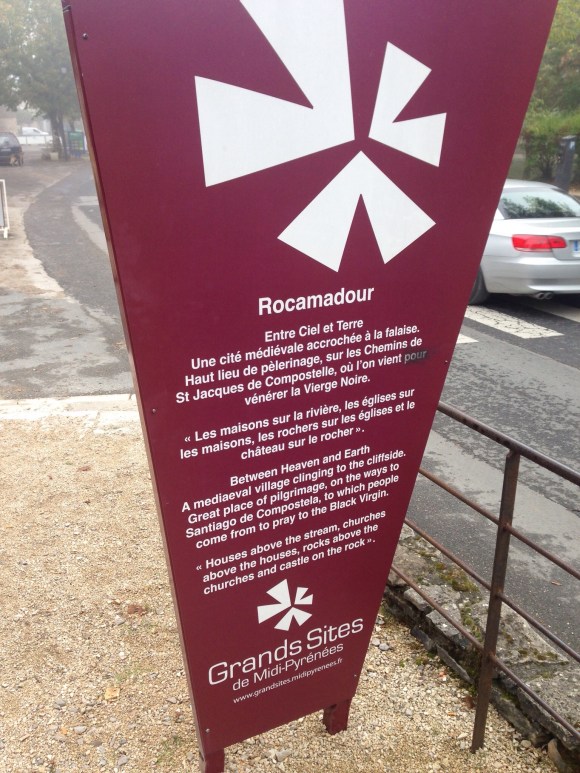 Rocamadour
Entre Ciel et Terre
Une cité médiévale accrochée à la falaise.
Haut lieu de pèlerinage, sur les Chemins de
St Jacques de Compostelle, où l'on vient pour
vénérer la Vierge Noire.
« Les maisons sur la rivière, les églises sur
les maisons, les rochers sur les églises et le
château sur le rocher ».
Between Heaven and Earth
A mediaeval village clinging to the cliffside.
Great place of pilgrimage, on the ways to
Santiago de Compostela, to which people
come from to pray to the Black Virgin.
« Houses above the stream, churches
above the houses, rocks above the
churches and castle on the rock ».
Grands Sites
de Midi-Pyrénées
www.grandsites.midipyrenees.fr